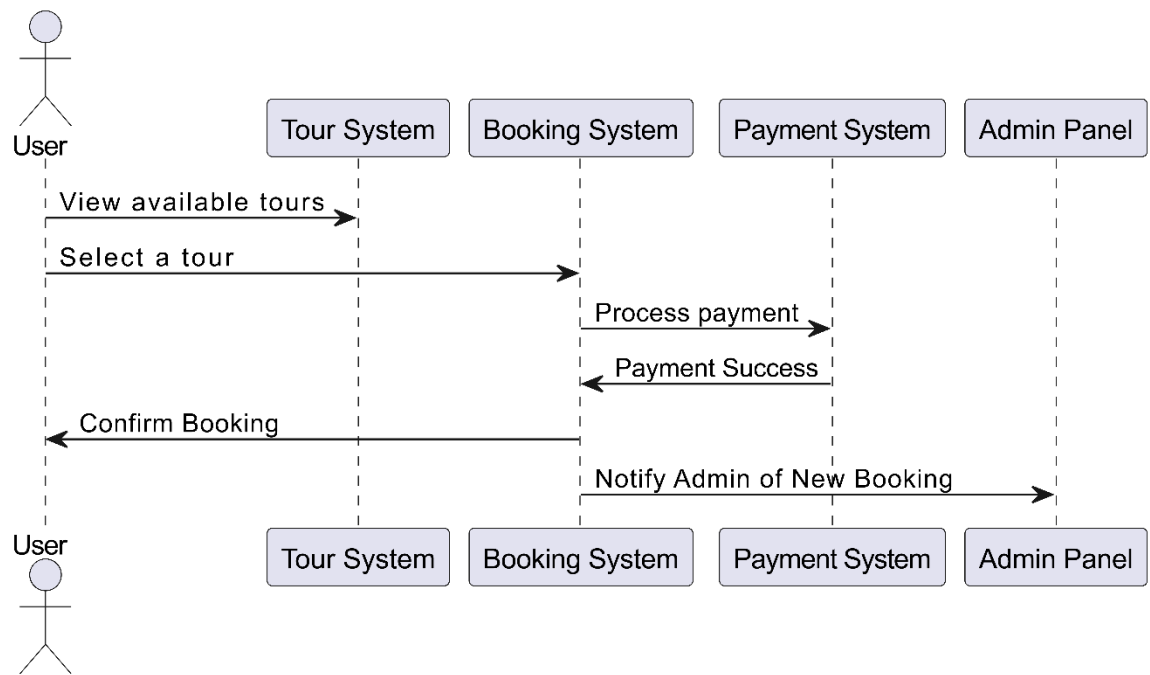 User
Tour System
Booking System
Payment System
Admin Panel
View available tours
Select a tour
Process payment
Payment Success
Confirm Booking
Notify Admin of New Booking
User
Tour System
Booking System
Payment System
Admin Panel